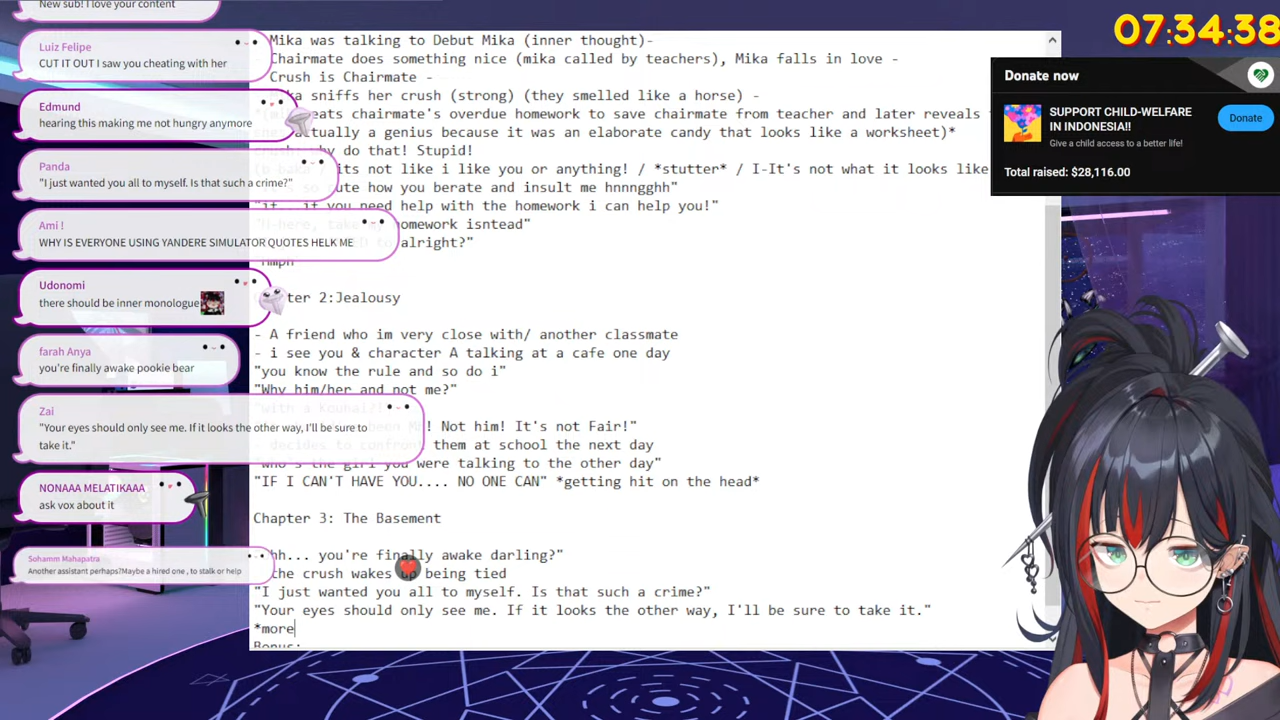 New sub! I love your content
Luiz Felipe
CUT IT OUT I saw you cheating with her
Edmund
hearing this making me not hungry anymore
Panda
"I just wanted you all to myself. Is that such a crime?"
Ami !
WHY IS EVERYONE USING YANDERE SIMULATOR QUOTES HELK ME
Udonomi
there should be inner monologue
farah Anya
you're finally awake pookie bear
Zai
"Your eyes should only see me. If it looks the other way, I'll be sure to
take it."
NONAAA MELATIKAAA
ask vox about it
Sohamm Mahapatra
Another assistant perhaps?Maybe a hired one , to stalk or help
Mika was talking to Debut Mika (inner thought)-
Chairmate does something nice (mika called by teachers), Mika falls in love -
Crush is Chairmate -
sniffs her crush (strong) (they smelled like a horse) -
eats chairmate's overdue homework to save chairmate from teacher and later reveals
actually a genius because it was an elaborate candy that looks like a worksheet)*
do that! Stupid!
its not like i like you or anything! / *stutter* / I-It's not what it looks like
cute how you berate and insult me hnnngghh"
"if.. if you need help with the homework i can help you!"
homework isntead"
alright?"
ter 2:Jealousy
- A friend who im very close with/ another classmate
- i see you & character A talking at a cafe one day
"you know the rule and so do i"
"Why him/her and not me?"
! Not him! It's not Fair!"
- decides to confront them at school the next day
who's the girl you were talking to the other day"
"IF I CAN'T HAVE YOU.... NO ONE CAN" *getting hit on the head*
Chapter 3: The Basement
hh... you're finally awake darling?"
the crush wakes up being tied
"I just wanted you all to myself. Is that such a crime?"
"Your eyes should only see me. If it looks the other way, I'll be sure to take it."
*more
Bonus:
07:34:38
Donate now
SUPPORT CHILD-WELFARE
IN INDONESIA!!
Give a child access to a better life!
Donate
Total raised: $28,116.00